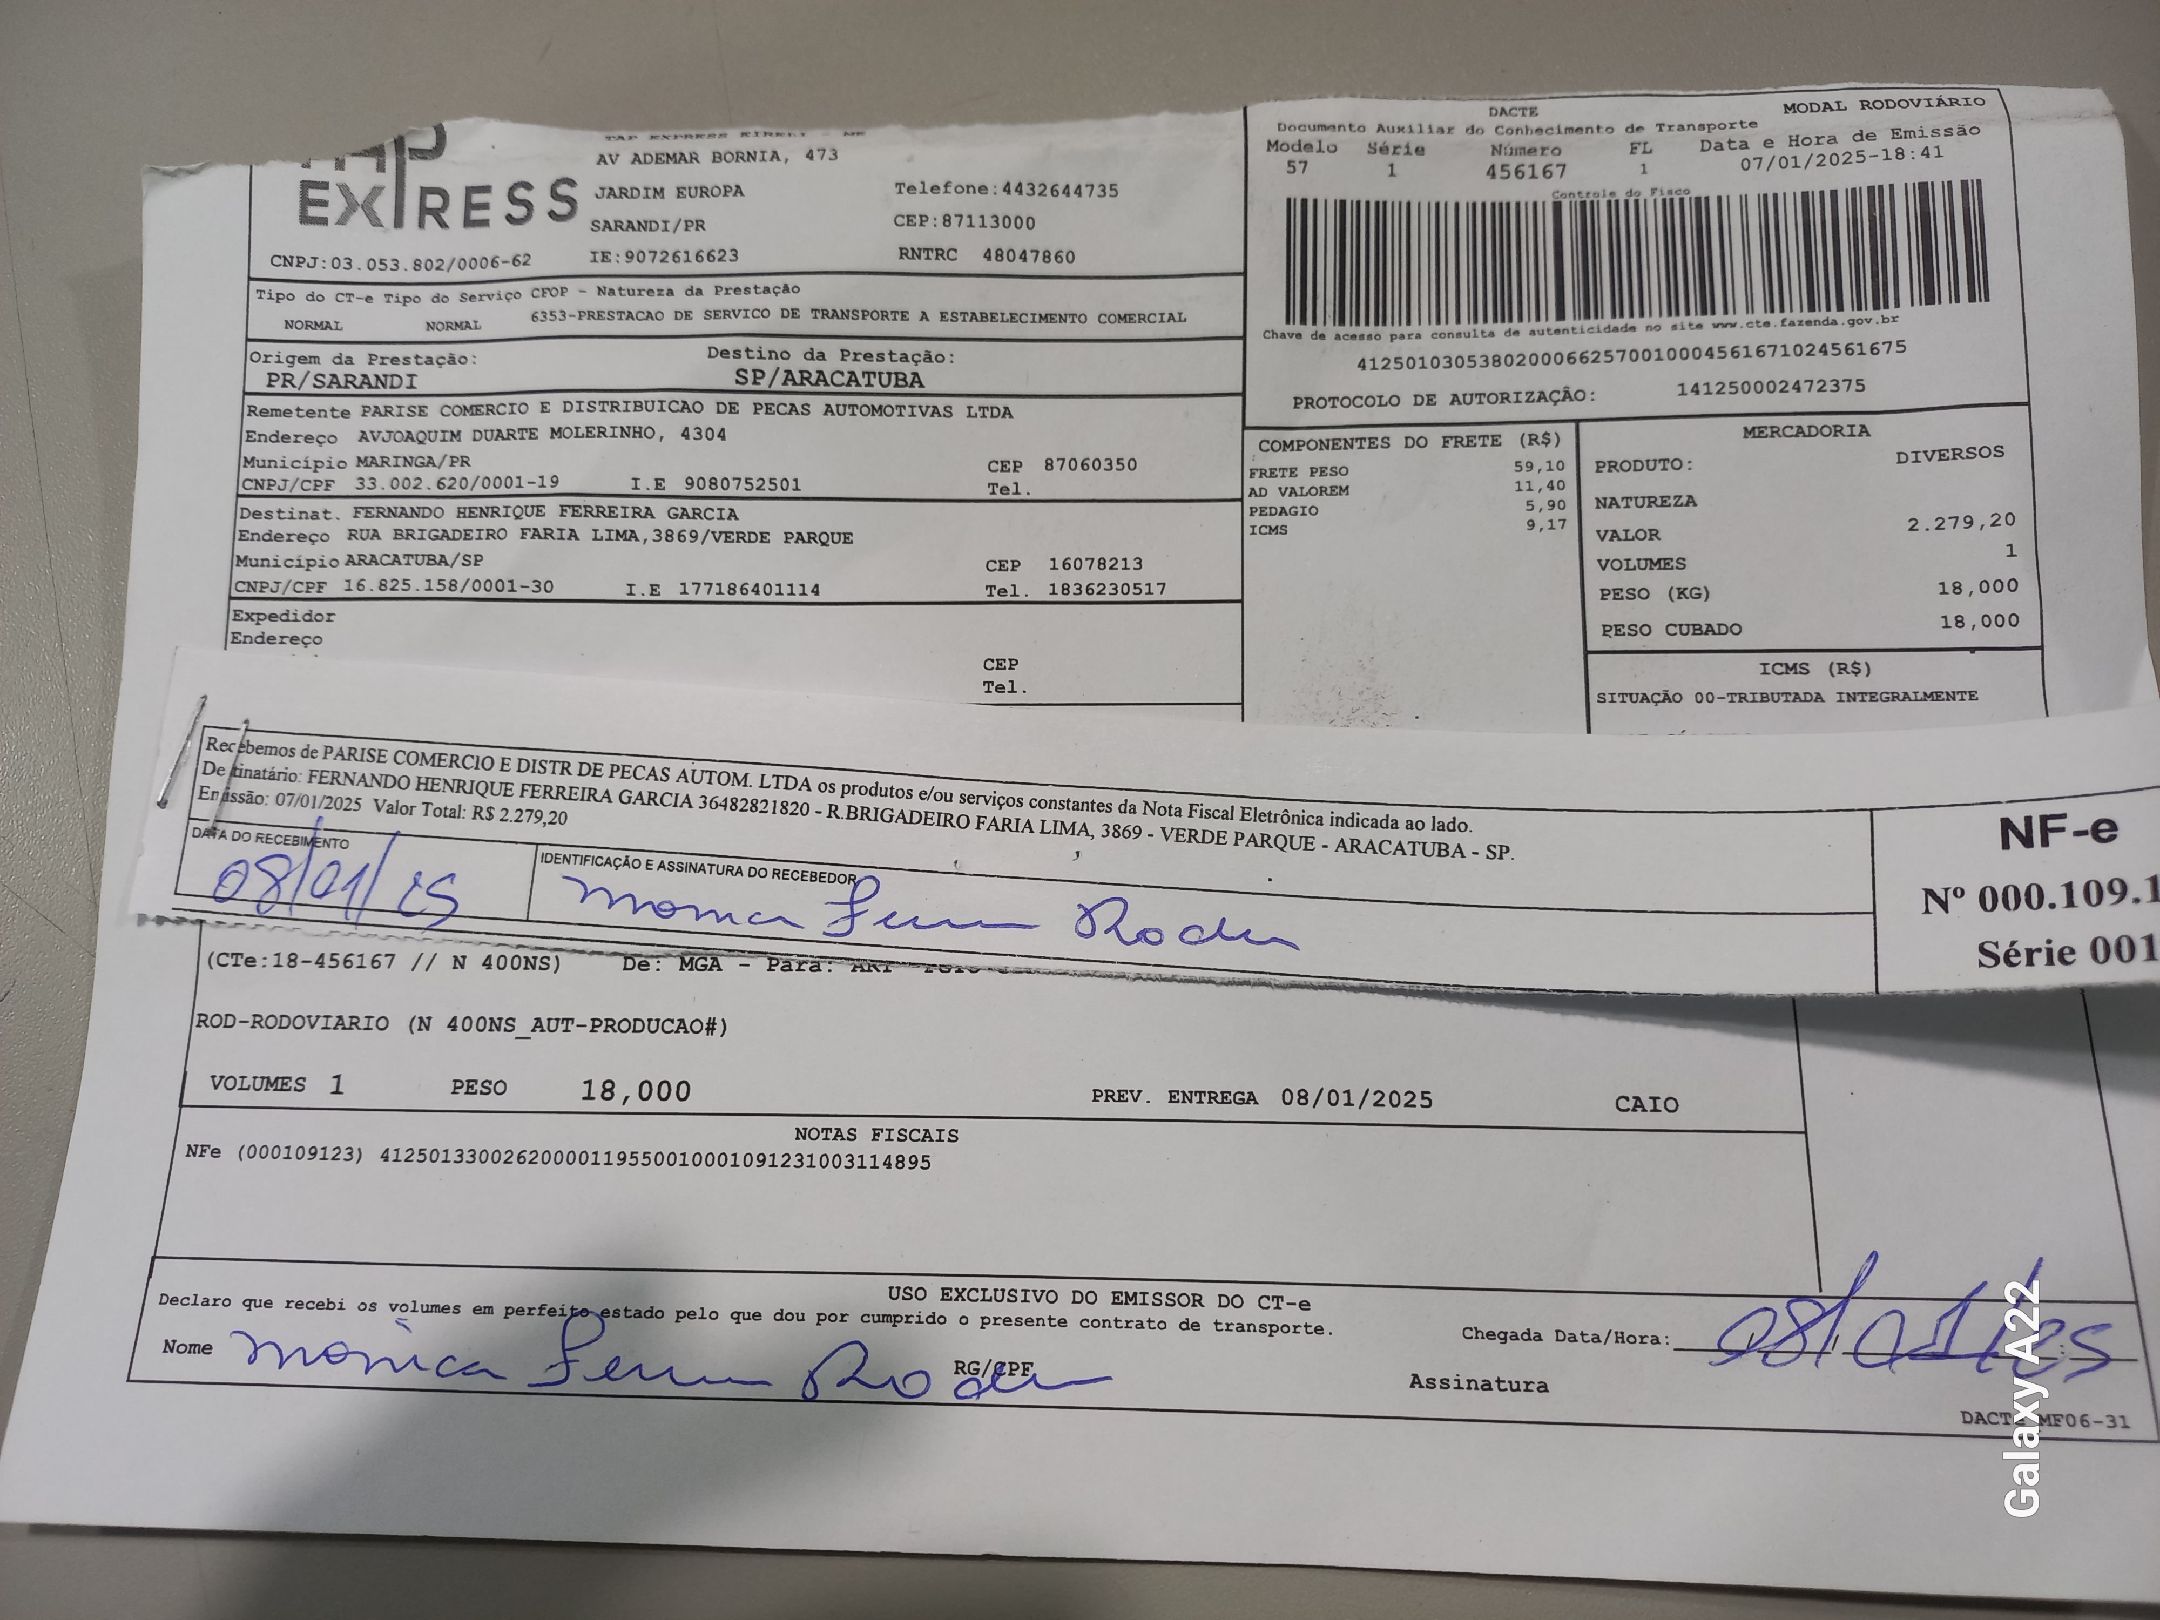 TAP EXPRESS EIRELI - ME
EXPRESS
AV ADEMAR BORNIA, 473
JARDIM EUROPA Telefone:4432644735
SARANDI/PR CEP:87113000
CNPJ:03.053.802/0006-62 IE:9072616623 RNTRC 48047860
DACTE MODAL RODOVIÁRIO
Documento Auxiliar do Conhecimento de Transporte
Modelo Série Número FL Data e Hora de Emissão
57 1 456167 1 07/01/2025-18:41
Controle do Fisco
Chave de acesso para consulta de autenticidade no site www.cte.fazenda.gov.br
41250103053802000662570010004561671024561675
PROTOCOLO DE AUTORIZAÇÃO: 141250002472375
Tipo do CT-e Tipo do Serviço CFOP - Natureza da Prestação
NORMAL NORMAL 6353-PRESTACAO DE SERVICO DE TRANSPORTE A ESTABELECIMENTO COMERCIAL
Origem da Prestação: Destino da Prestação:
PR/SARANDI SP/ARACATUBA
Remetente PARISE COMERCIO E DISTRIBUICAO DE PECAS AUTOMOTIVAS LTDA
Endereço AVJOAQUIM DUARTE MOLERINHO, 4304
Município MARINGA/PR CEP 87060350
CNPJ/CPF 33.002.620/0001-19 I.E 9080752501 Tel.
Destinat. FERNANDO HENRIQUE FERREIRA GARCIA
Endereço RUA BRIGADEIRO FARIA LIMA,3869/VERDE PARQUE
Município ARACATUBA/SP CEP 16078213
CNPJ/CPF 16.825.158/0001-30 I.E 177186401114 Tel. 1836230517
Expedidor
Endereço
CEP
Tel.
COMPONENTES DO FRETE (R$)
FRETE PESO 59,10
AD VALOREM 11,40
PEDAGIO 5,90
ICMS 9,17
MERCADORIA
PRODUTO: DIVERSOS
NATUREZA
VALOR 2.279,20
VOLUMES 1
PESO (KG) 18,000
PESO CUBADO 18,000
ICMS (R$)
SITUAÇÃO 00-TRIBUTADA INTEGRALMENTE
Recebemos de PARISE COMERCIO E DISTR DE PECAS AUTOM. LTDA os produtos e/ou serviços constantes da Nota Fiscal Eletrônica indicada ao lado.
Destinatário: FERNANDO HENRIQUE FERREIRA GARCIA 36482821820 - R.BRIGADEIRO FARIA LIMA, 3869 - VERDE PARQUE - ARACATUBA - SP.
Emissão: 07/01/2025 Valor Total: R$ 2.279,20
DATA DO RECEBIMENTO IDENTIFICAÇÃO E ASSINATURA DO RECEBEDOR
08/01/25 Monica
NF-e
Nº 000.109.1
Série 001
(CTe:18-456167 // N 400NS) De: MGA - Para:
ROD-RODOVIARIO (N 400NS_AUT-PRODUCAO#)
VOLUMES 1 PESO 18,000 PREV. ENTREGA 08/01/2025 CAIO
NOTAS FISCAIS
NFe (000109123) 41250133002620000119550010001091231003114895
USO EXCLUSIVO DO EMISSOR DO CT-e
Declaro que recebi os volumes em perfeito estado pelo que dou por cumprido o presente contrato de transporte.
Nome Mônica RG/CPF Chegada Data/Hora: 08/01/25
Assinatura
DACTE MF06-31
Galaxy A22